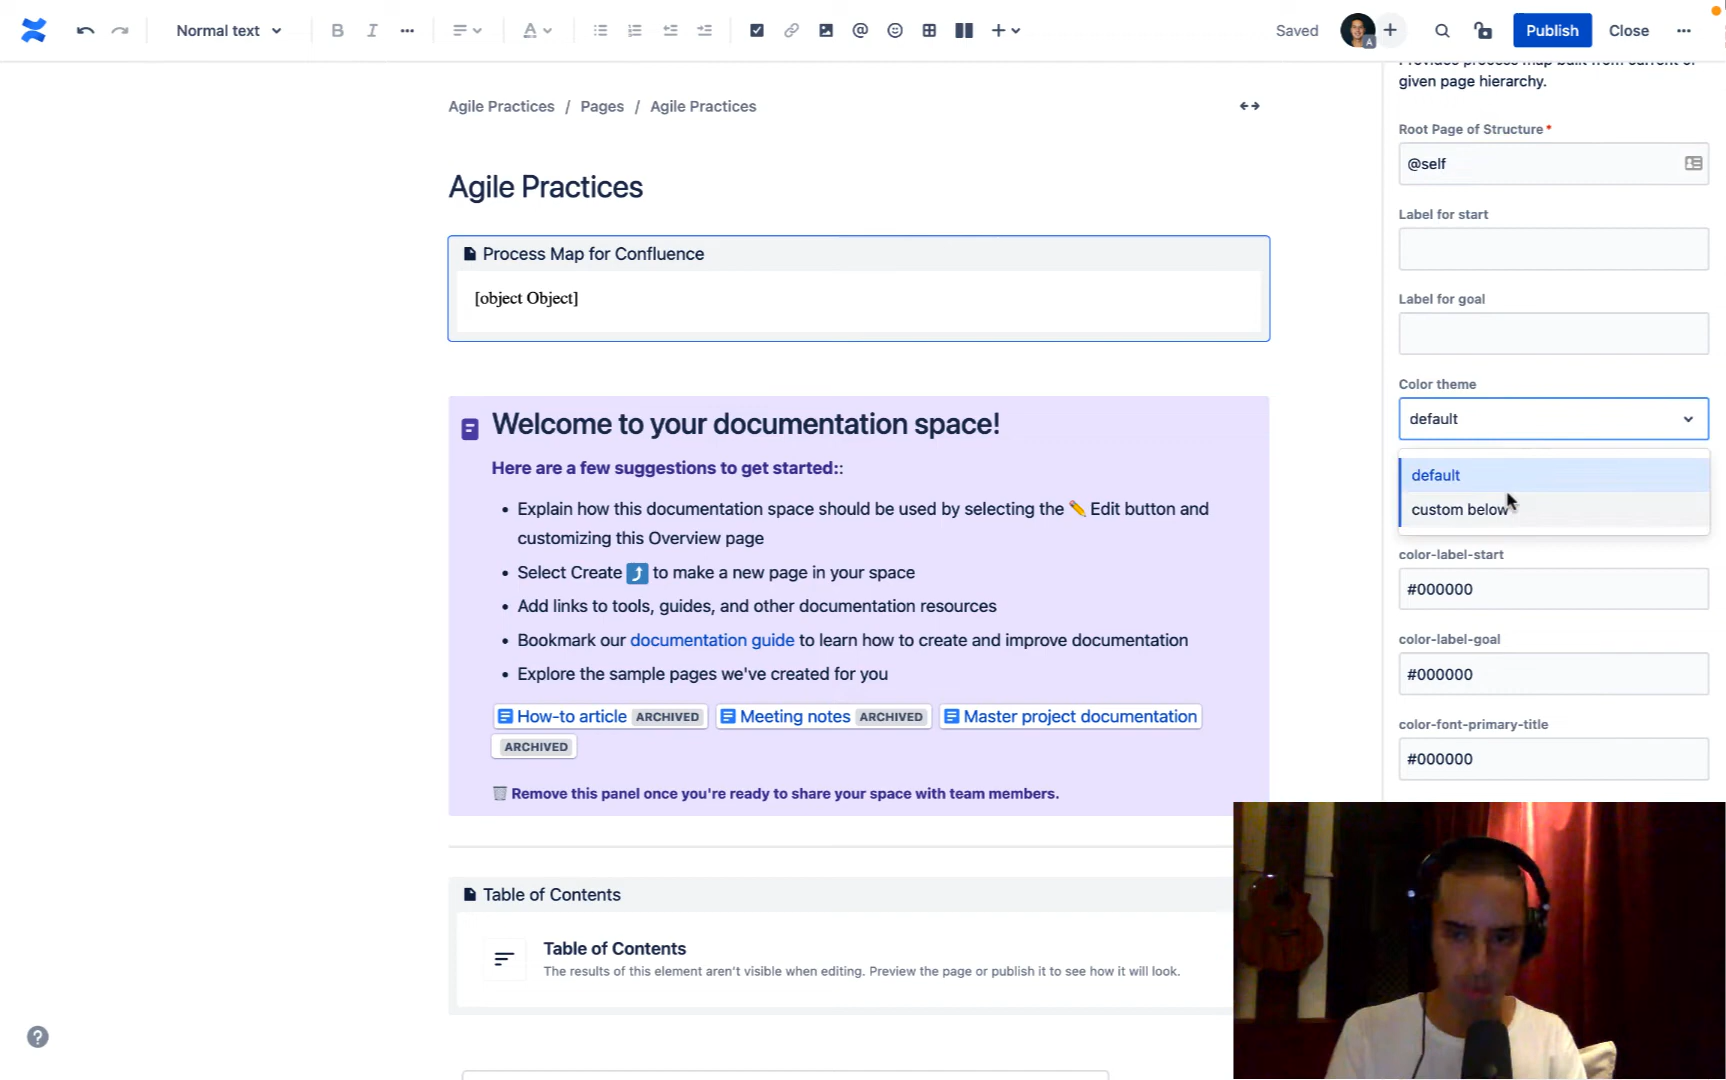 Normal text
Saved
A
Publish
Close
Agile Practices / Pages / Agile Practices
Agile Practices
Process Map for Confluence
[object Object]
Welcome to your documentation space!
Here are a few suggestions to get started::
Explain how this documentation space should be used by selecting the ✏️ Edit button and
customizing this Overview page
Select Create ⤴️ to make a new page in your space
Add links to tools, guides, and other documentation resources
Bookmark our documentation guide to learn how to create and improve documentation
Explore the sample pages we've created for you
How-to article ARCHIVED Meeting notes ARCHIVED Master project documentation
ARCHIVED
Remove this panel once you're ready to share your space with team members.
Table of Contents
Table of Contents
The results of this element aren't visible when editing. Preview the page or publish it to see how it will look.
Provides process map built from current or
given page hierarchy.
Root Page of Structure *
@self
Label for start
Label for goal
Color theme
default
default
custom below
color-label-start
#000000
color-label-goal
#000000
color-font-primary-title
#000000